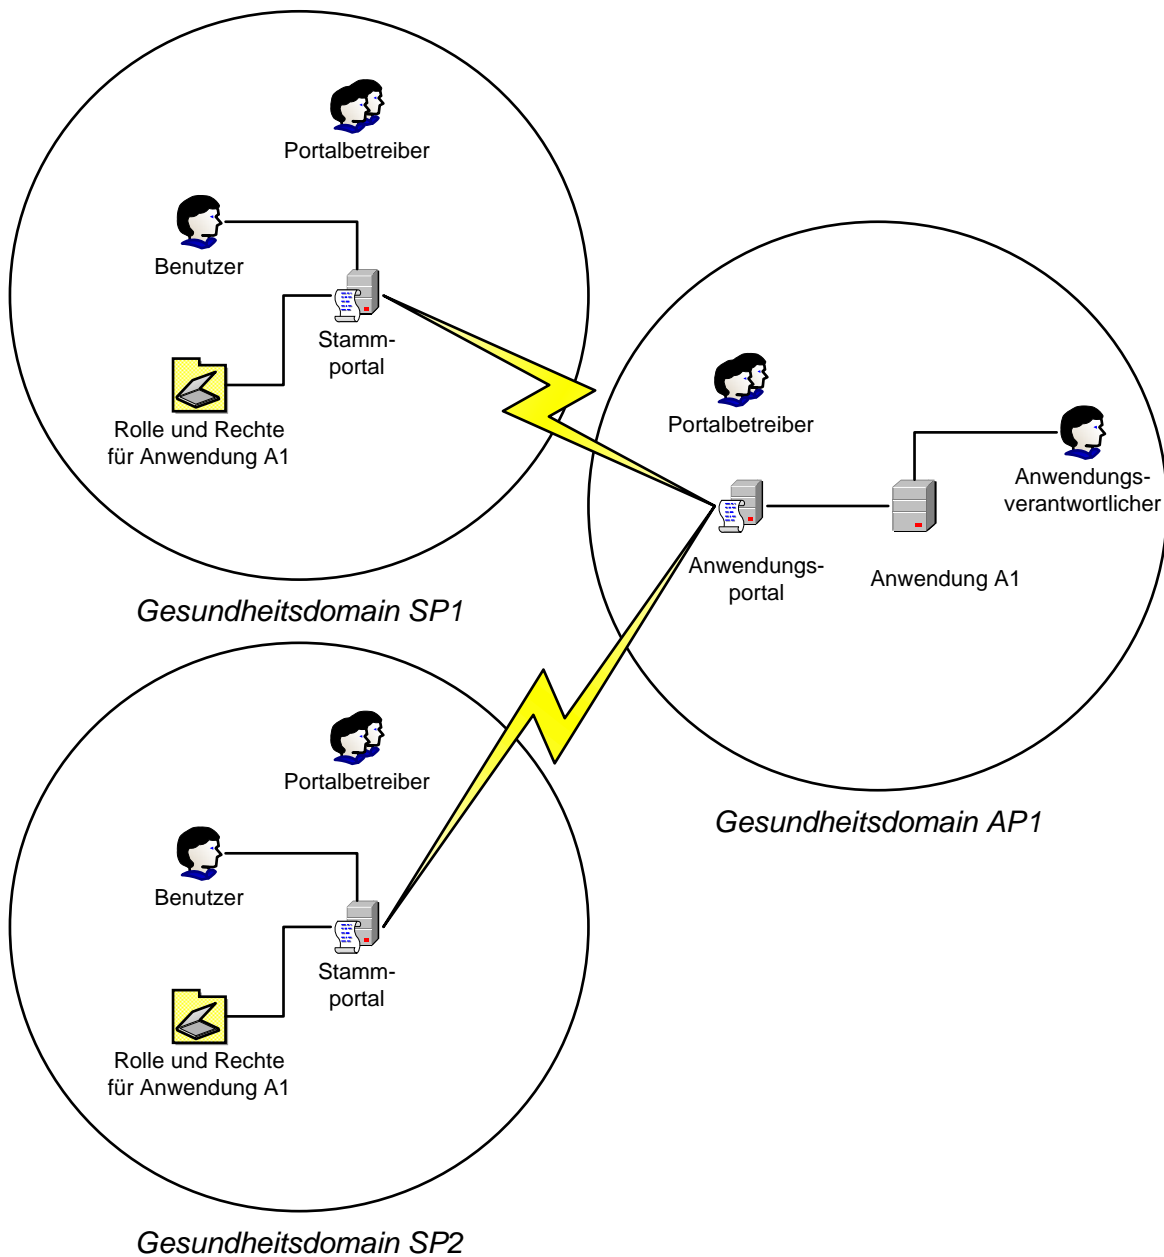 Portalbetreiber
Benutzer
Stamm-
portal
Rolle und Rechte
für Anwendung A1
Gesundheitsdomain SP1
Portalbetreiber
Anwendungs-
verantwortlicher
Anwendungs-
portal
Anwendung A1
Gesundheitsdomain AP1
Portalbetreiber
Benutzer
Stamm-
portal
Rolle und Rechte
für Anwendung A1
Gesundheitsdomain SP2